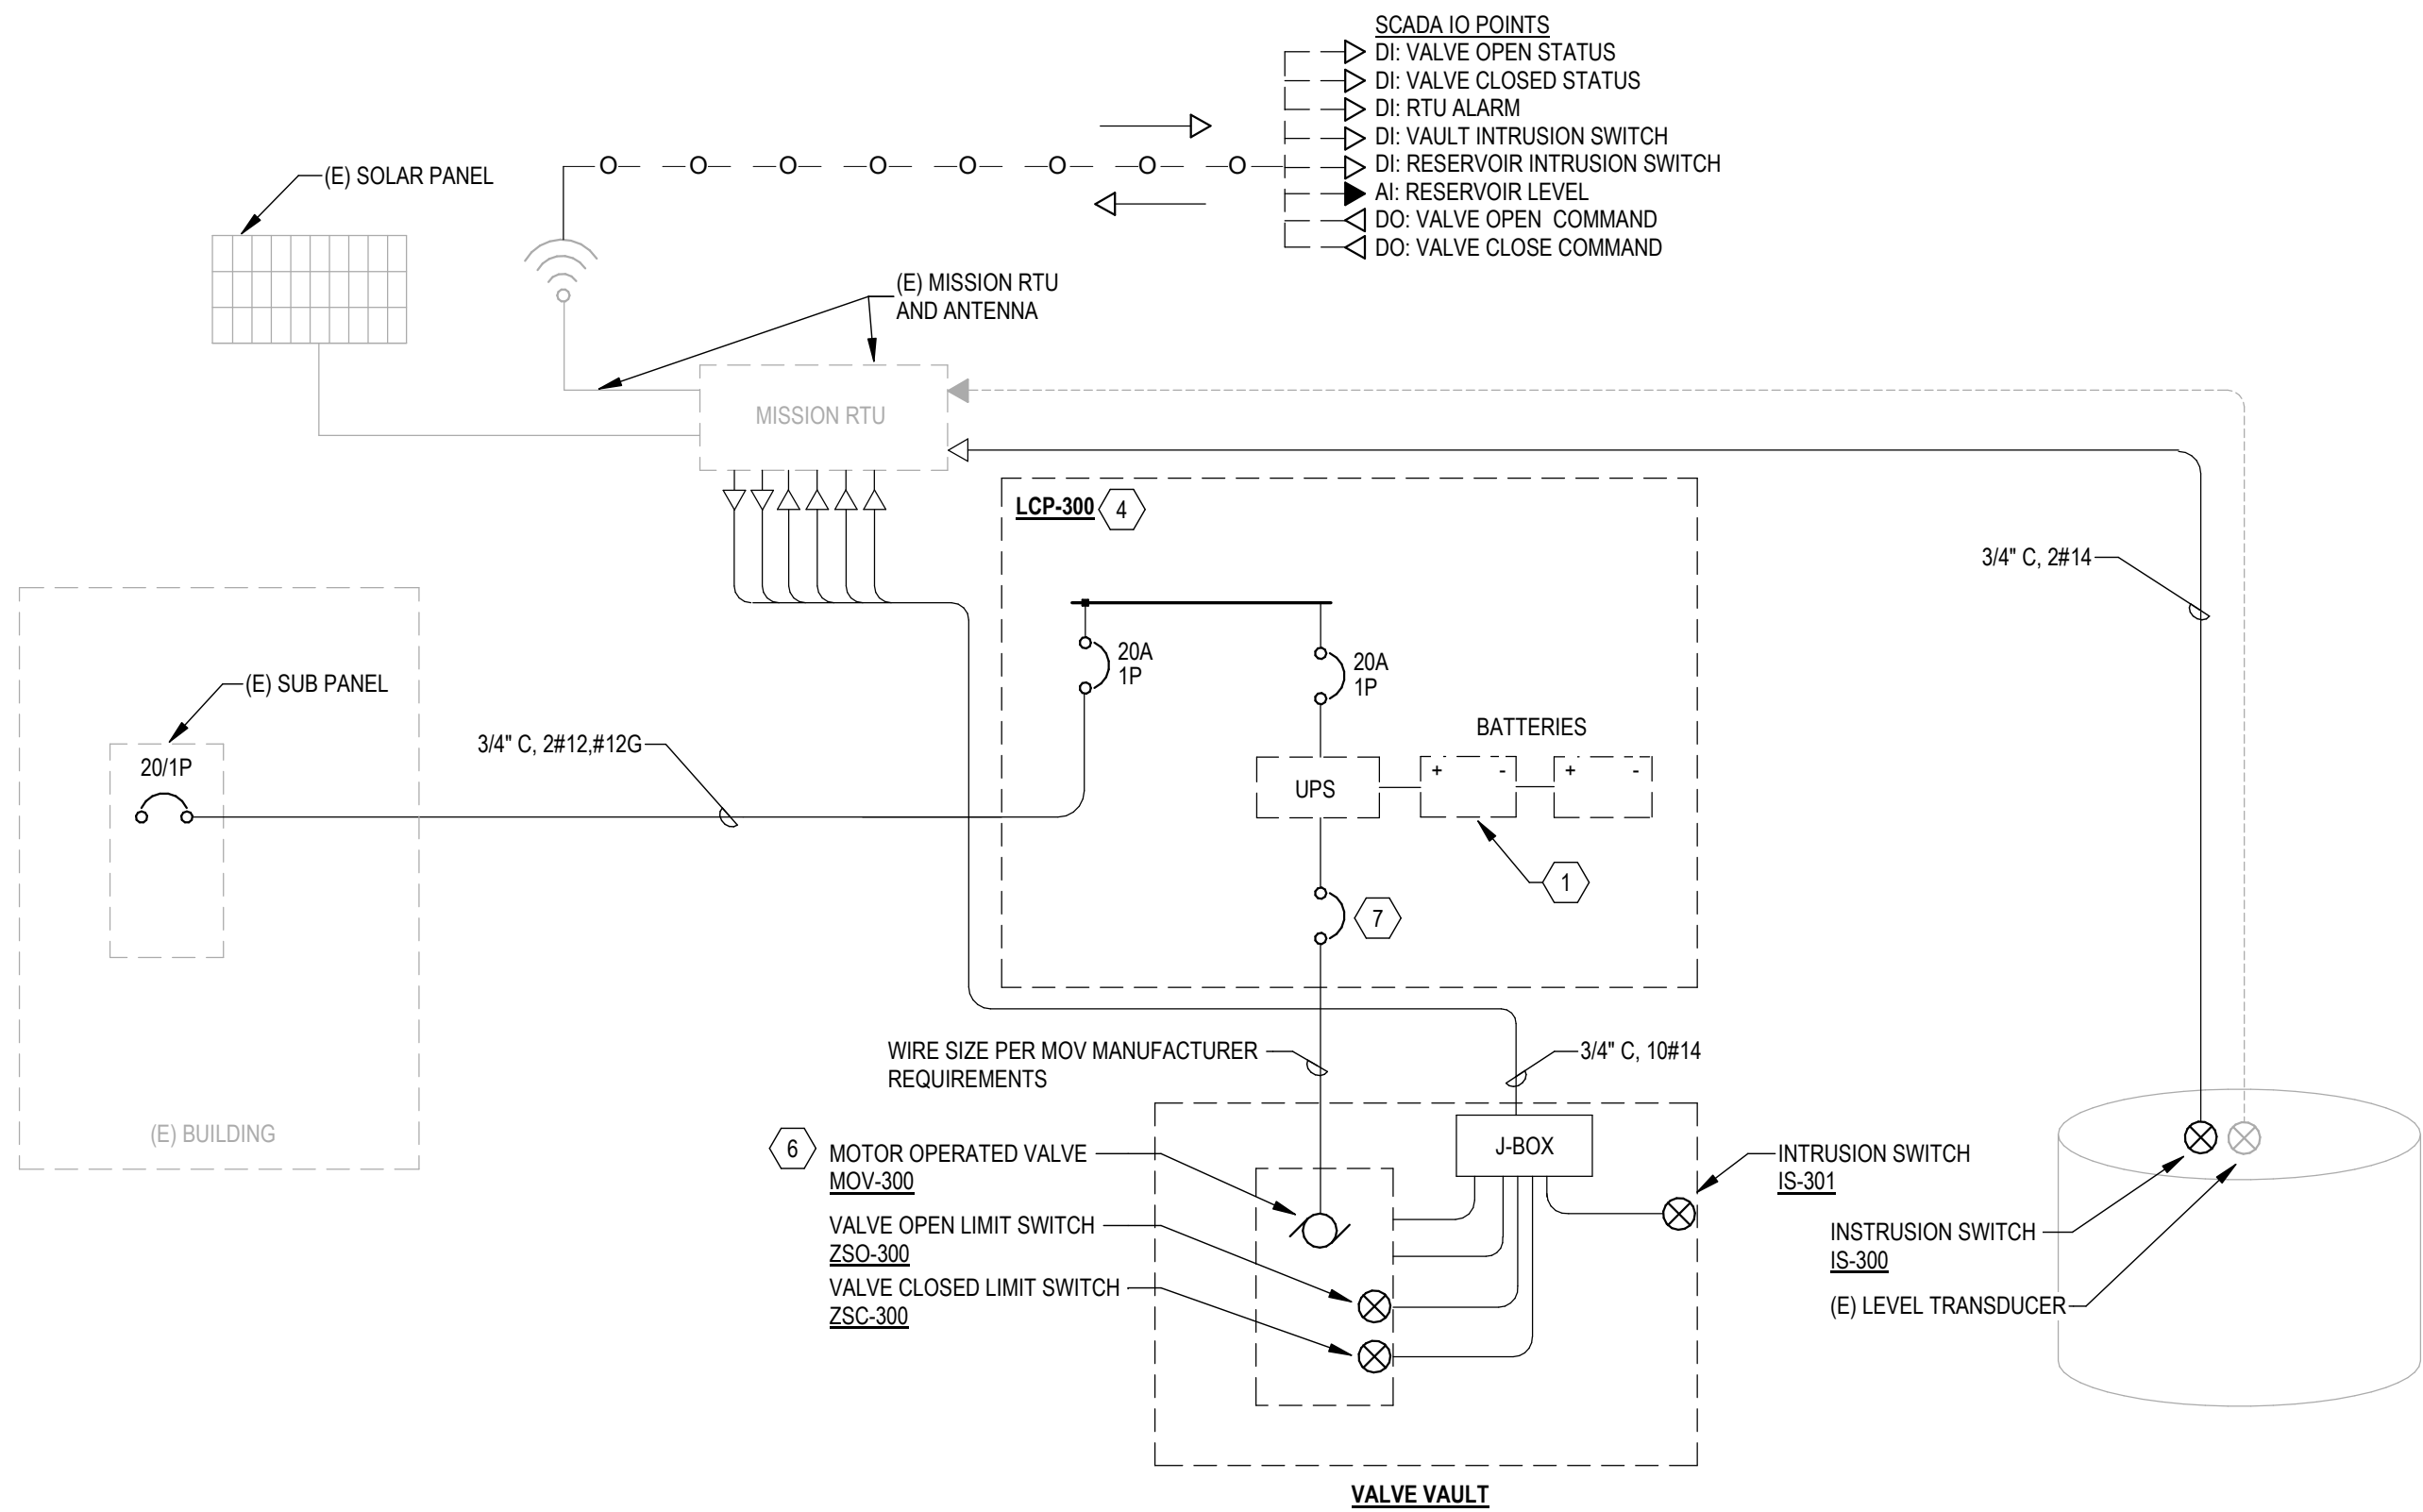 SCADA IO POINTS
DI: VALVE OPEN STATUS
DI: VALVE CLOSED STATUS
DI: RTU ALARM
DI: VAULT INTRUSION SWITCH
DI: RESERVOIR INTRUSION SWITCH
AI: RESERVOIR LEVEL
DO: VALVE OPEN COMMAND
DO: VALVE CLOSE COMMAND
(E) SOLAR PANEL
(E) MISSION RTU
AND ANTENNA
MISSION RTU
LCP-300
4
3/4" C, 2#14
20A
1P
20A
1P
(E) SUB PANEL
20/1P
3/4" C, 2#12,#12G
BATTERIES
UPS
+ -
+ -
1
7
WIRE SIZE PER MOV MANUFACTURER
REQUIREMENTS
3/4" C, 10#14
(E) BUILDING
6
MOTOR OPERATED VALVE
MOV-300
VALVE OPEN LIMIT SWITCH
ZSO-300
VALVE CLOSED LIMIT SWITCH
ZSC-300
J-BOX
INTRUSION SWITCH
IS-301
INSTRUSION SWITCH
IS-300
(E) LEVEL TRANSDUCER
VALVE VAULT